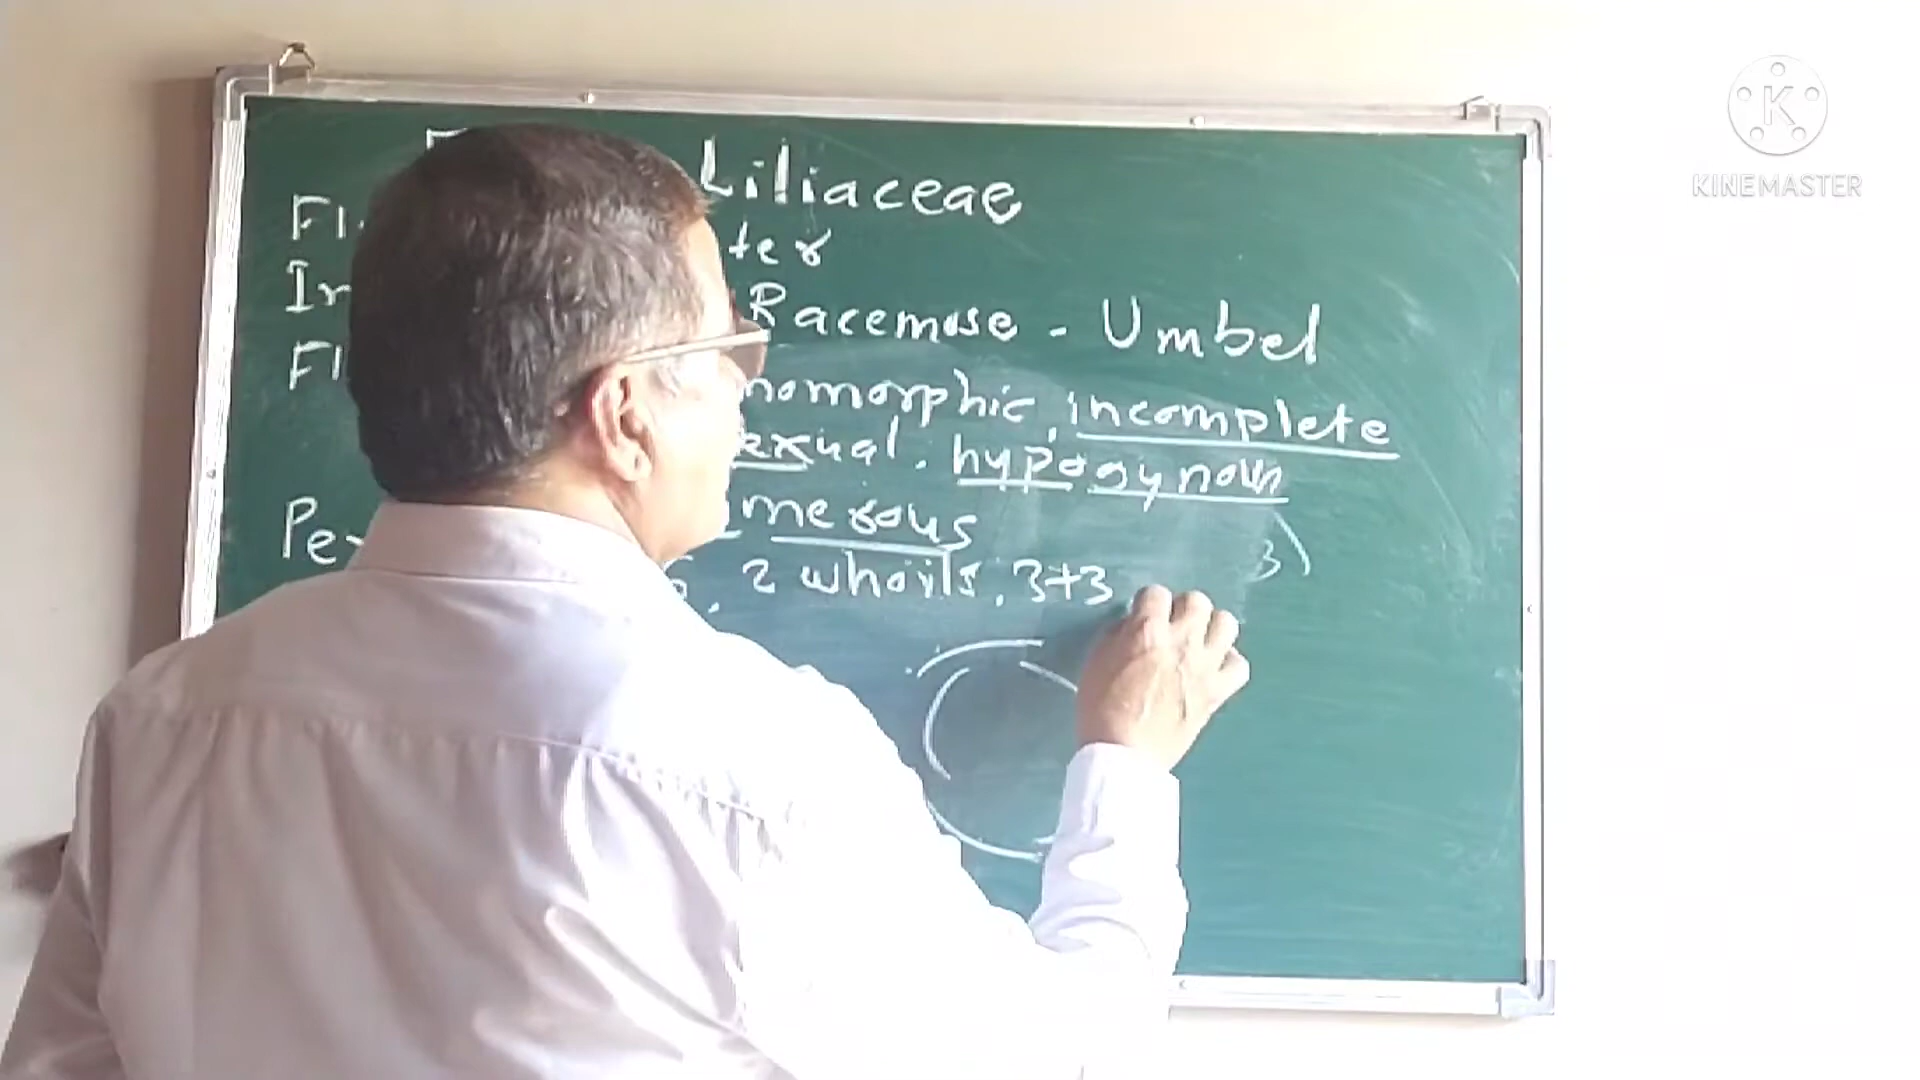 Liliaceae
Fl
ter
In
Racemose - Umbel
Fl
nomorphic, incomplete
exual. hypogynous
merous
Pe
2 whorls, 3+3
3)
K
KINEMASTER